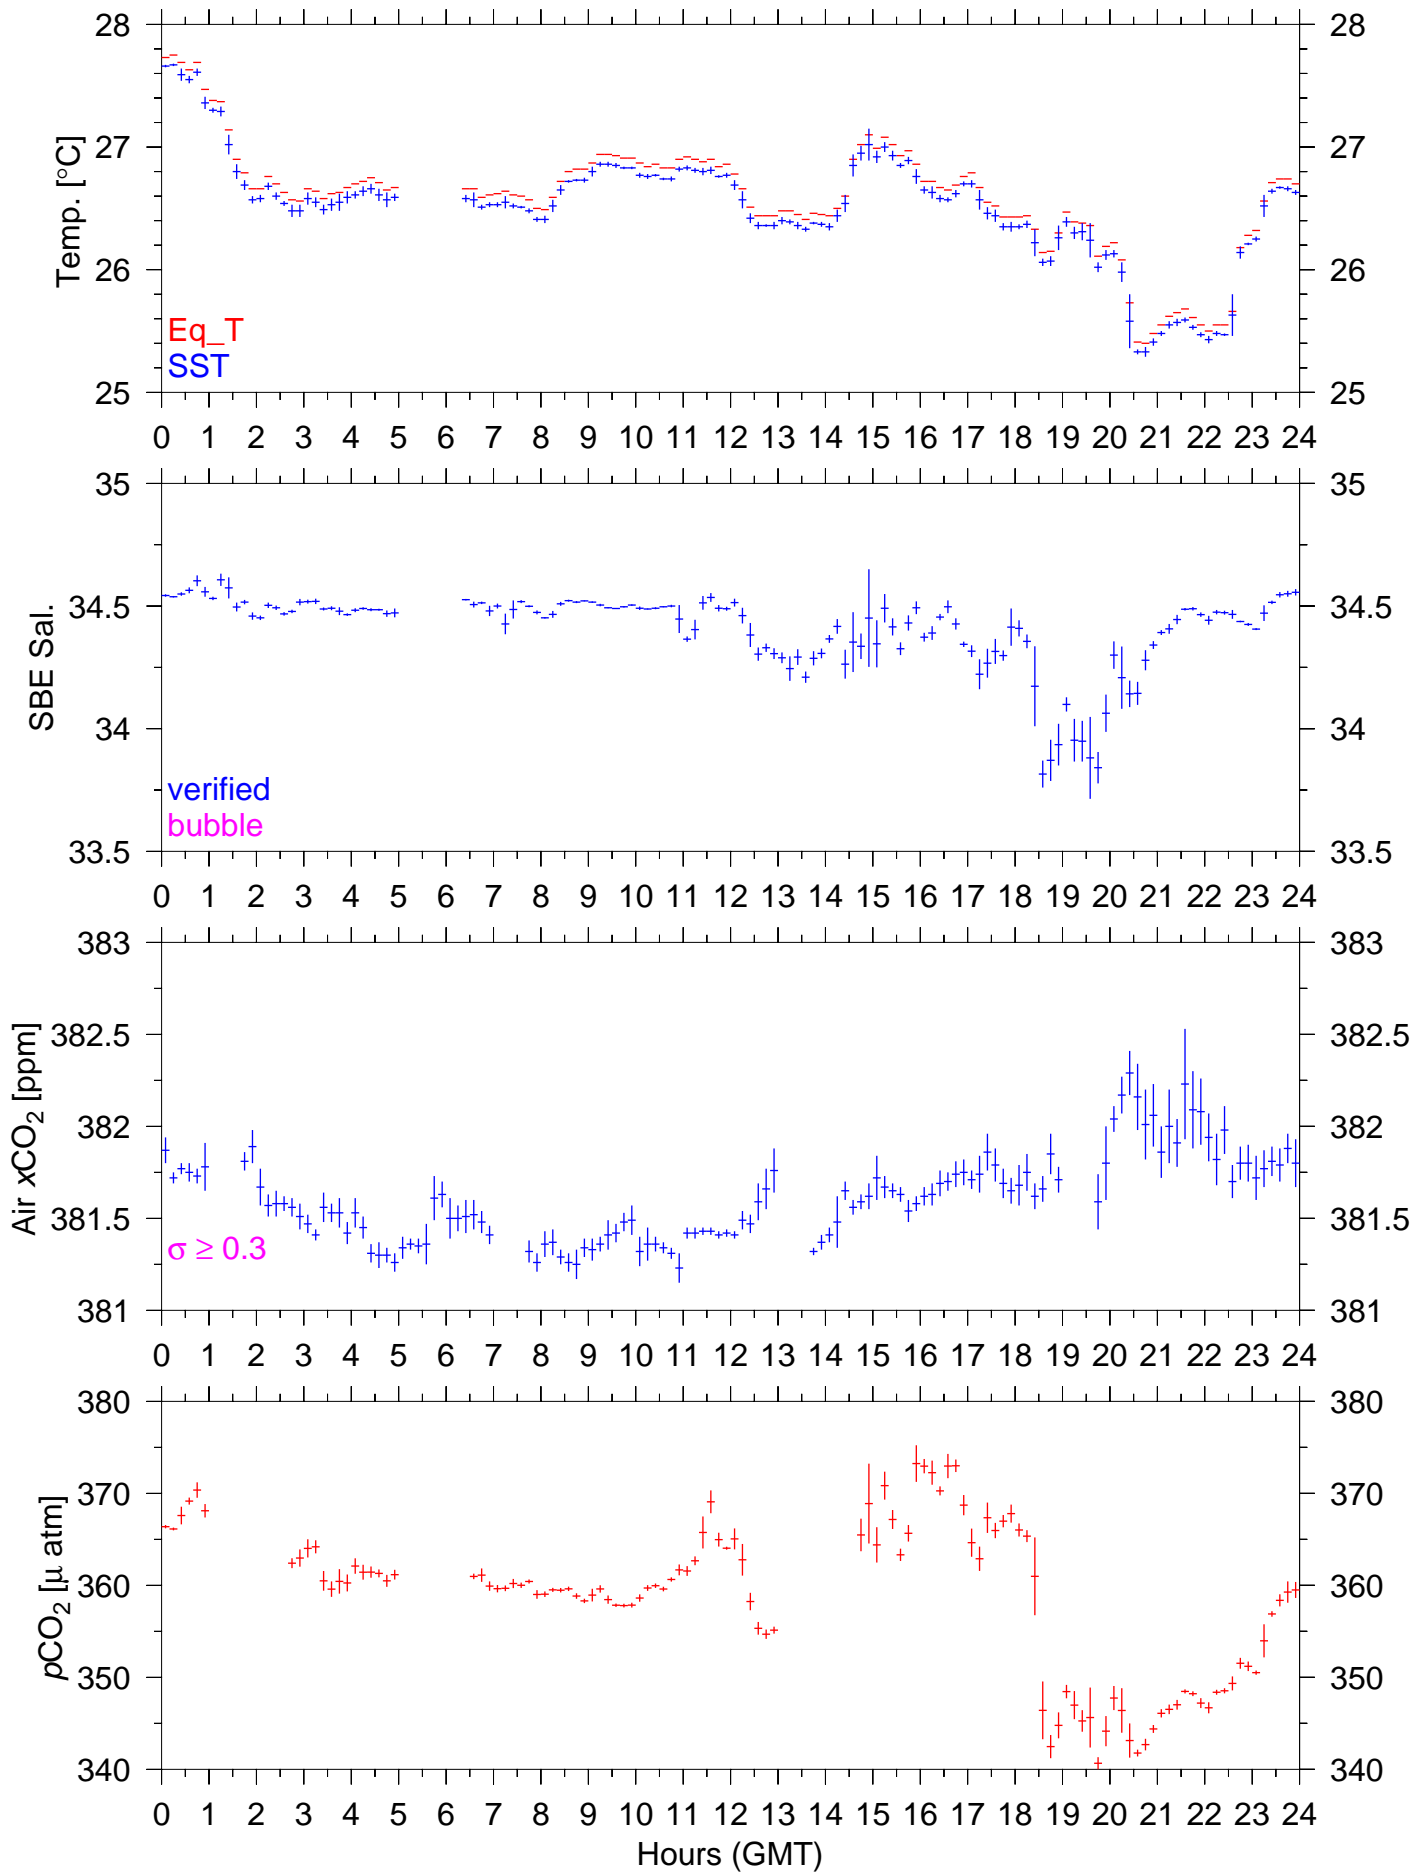 28 28
27 27
26 26
25 25
Temp. [°C]
Eq_T
SST
0 1 2 3 4 5 6 7 8 9 10 11 12 13 14 15 16 17 18 19 20 21 22 23 24
35 35
34.5 34.5
34 34
33.5 33.5
SBE Sal.
verified
bubble
0 1 2 3 4 5 6 7 8 9 10 11 12 13 14 15 16 17 18 19 20 21 22 23 24
383 383
382.5 382.5
382 382
381.5 381.5
381 381
Air xCO₂ [ppm]
σ ≥ 0.3
0 1 2 3 4 5 6 7 8 9 10 11 12 13 14 15 16 17 18 19 20 21 22 23 24
380 380
370 370
360 360
350 350
340 340
pCO₂ [μ atm]
0 1 2 3 4 5 6 7 8 9 10 11 12 13 14 15 16 17 18 19 20 21 22 23 24
Hours (GMT)